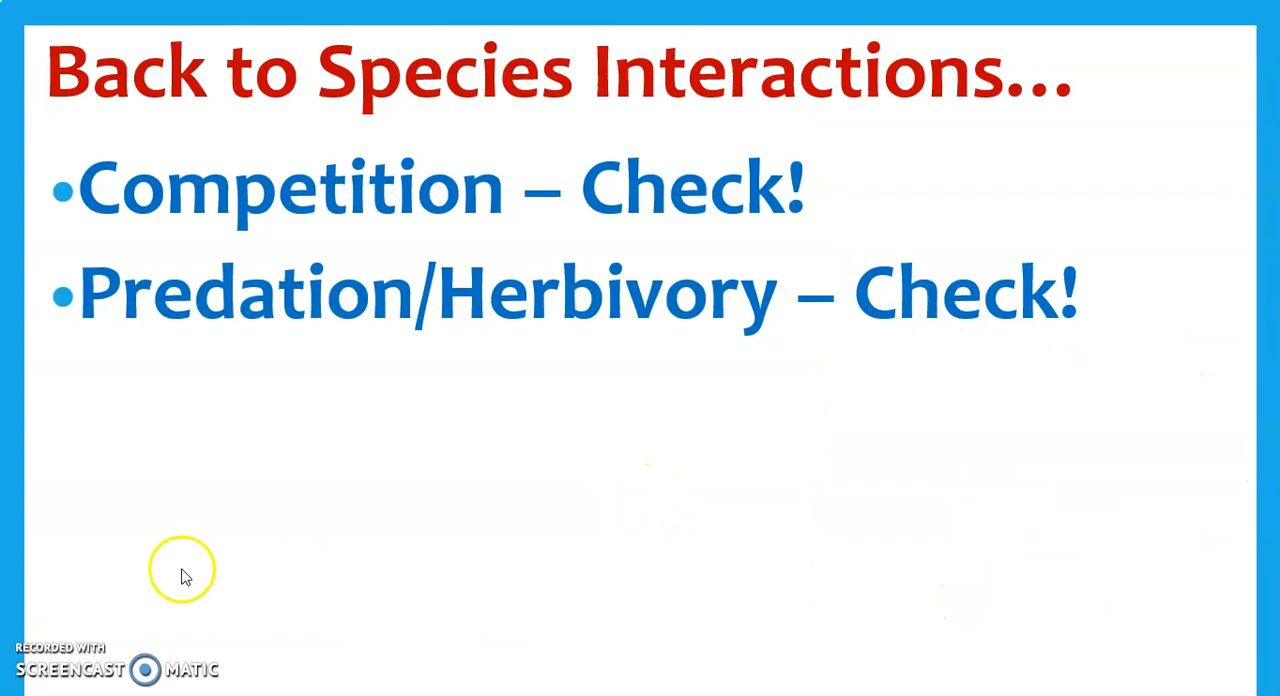 Back to Species Interactions...
•Competition – Check!
•Predation/Herbivory – Check!
RECORDED WITH
SCREENCAST MATIC